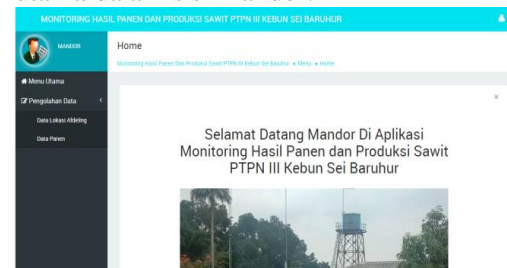 MONITORING HASIL PANEN DAN PRODUKSI SAWIT PTPN III KEBUN SEI BARUHUR
MANDOR
Home
Monitoring Hasil Panen Dan Produksi Sawit PTPN III Kebun Sei Baruhur • Menu • Home
Menu Utama
Pengolahan Data
Data Lokasi Afdeling
Data Panen
Selamat Datang Mandor Di Aplikasi
Monitoring Hasil Panen dan Produksi Sawit
PTPN III Kebun Sei Baruhur